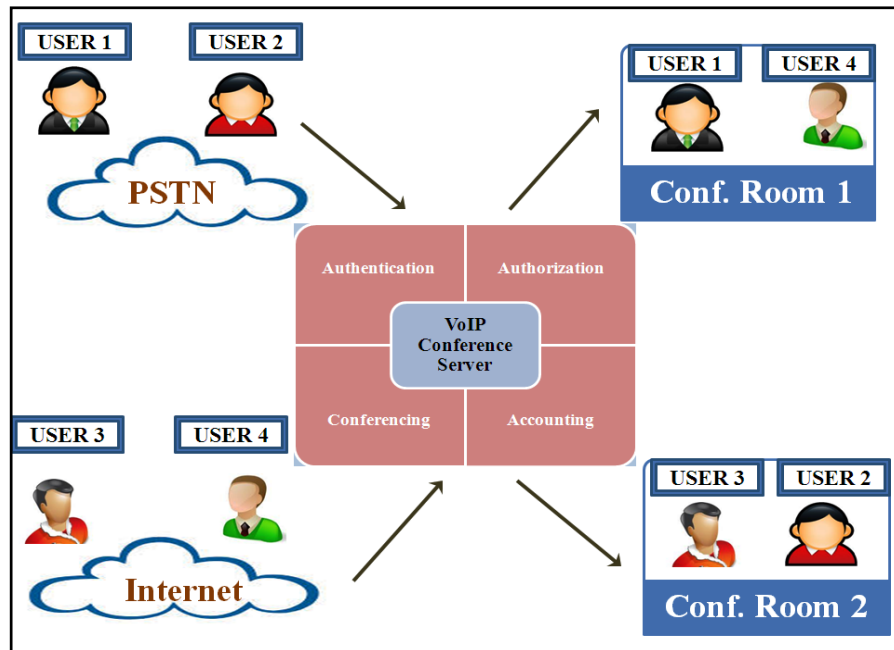 USER 1
USER 2
PSTN
USER 1
USER 4
Conf. Room 1
Authentication
Authorization
VoIP
Conference
Server
Conferencing
Accounting
USER 3
USER 4
Internet
USER 3
USER 2
Conf. Room 2